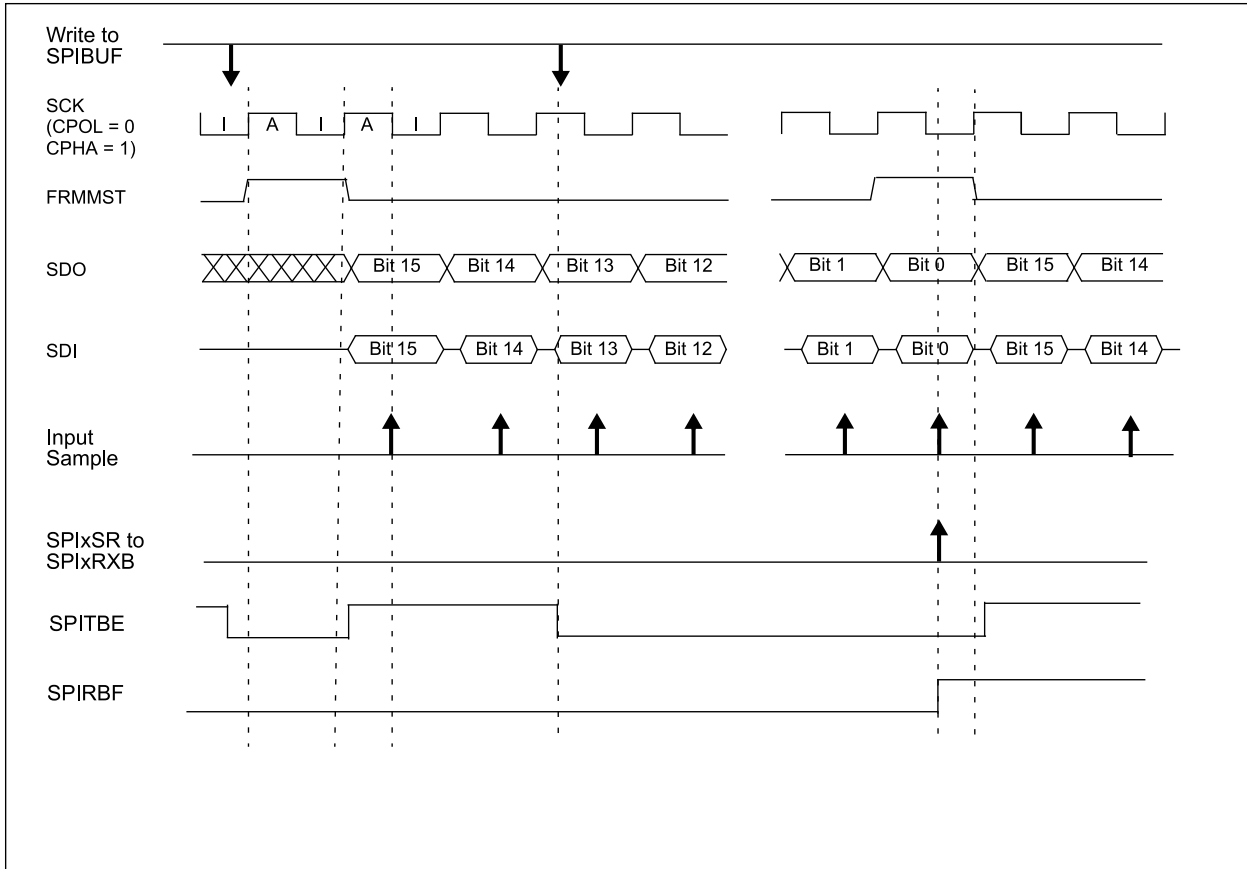 Write to
SPIBUF
SCK
(CPOL = 0
CPHA = 1)
I A I A I
FRMMST
SDO
Bit 15 Bit 14 Bit 13 Bit 12 Bit 1 Bit 0 Bit 15 Bit 14
SDI
Bit 15 Bit 14 Bit 13 Bit 12 Bit 1 Bit 0 Bit 15 Bit 14
Input
Sample
SPIxSR to
SPIxRXB
SPITBE
SPIRBF